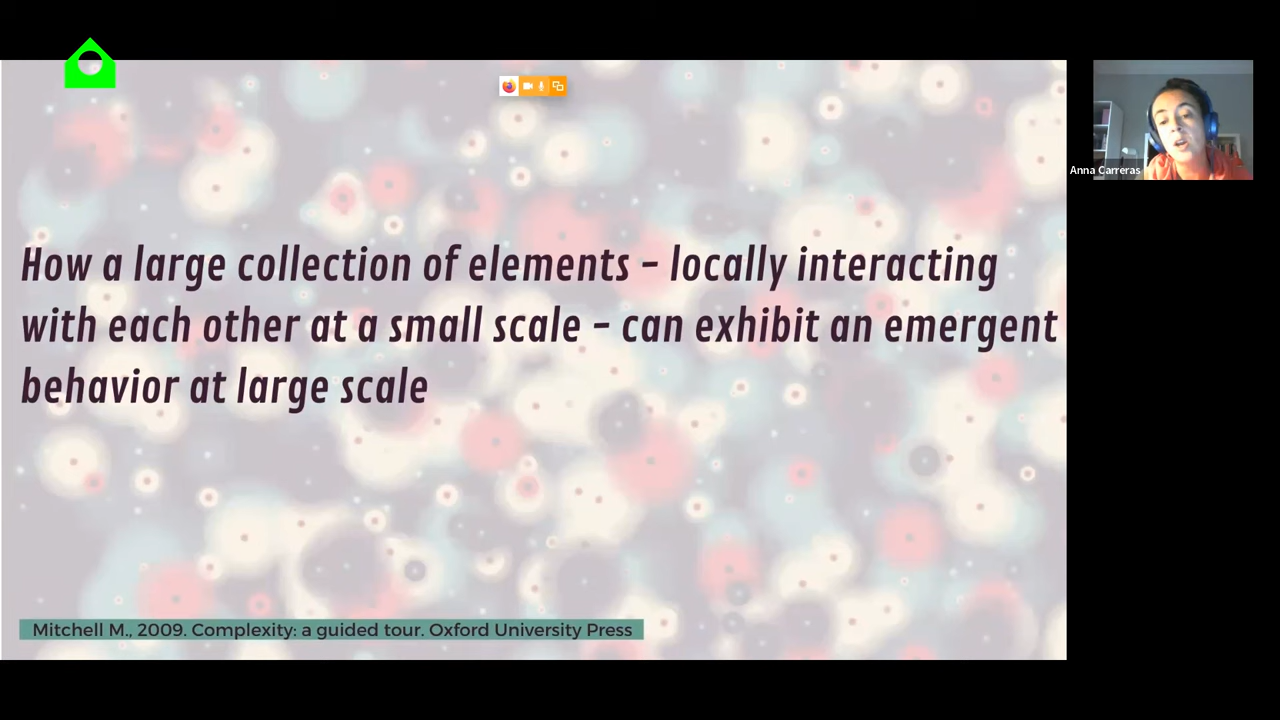 How a large collection of elements - locally interacting
with each other at a small scale - can exhibit an emergent
behavior at large scale
Mitchell M., 2009. Complexity: a guided tour. Oxford University Press
Anna Carreras